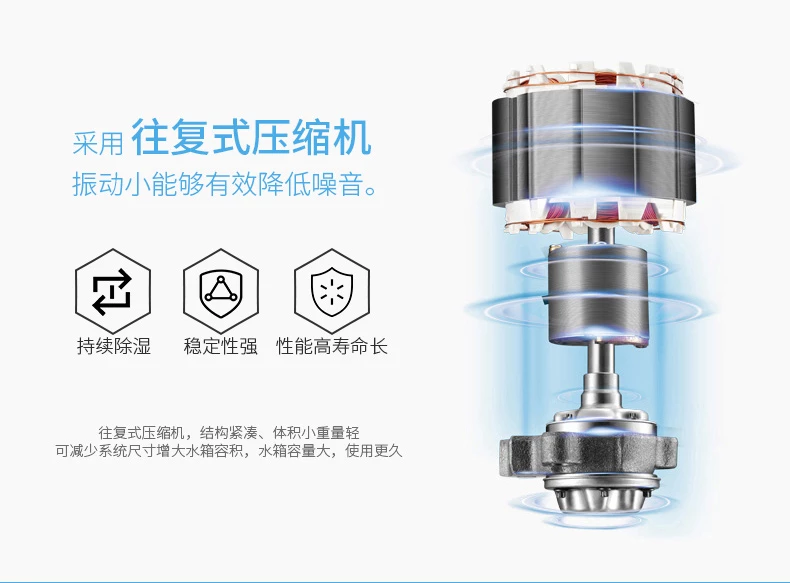 采用 往复式压缩机
振动小能够有效降低噪音。
持续除湿
稳定性强
性能高寿命长
往复式压缩机，结构紧凑、体积小重量轻
可减少系统尺寸增大水箱容积，水箱容量大，使用更久